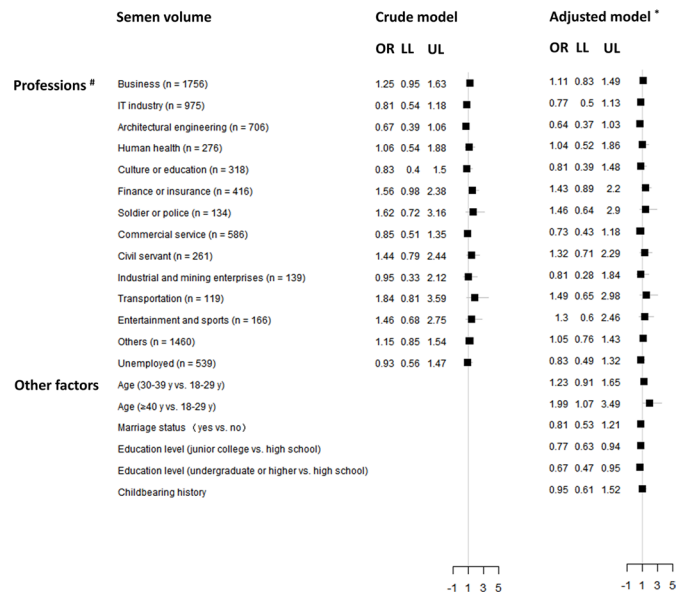 Semen volume Crude model Adjusted model *
OR LL UL OR LL UL
Professions #
Business (n = 1756) 1.25 0.95 1.63 1.11 0.83 1.49
IT industry (n = 975) 0.81 0.54 1.18 0.77 0.5 1.13
Architectural engineering (n = 706) 0.67 0.39 1.06 0.64 0.37 1.03
Human health (n = 276) 1.06 0.54 1.88 1.04 0.52 1.86
Culture or education (n = 318) 0.83 0.4 1.5 0.81 0.39 1.48
Finance or insurance (n = 416) 1.56 0.98 2.38 1.43 0.89 2.2
Soldier or police (n = 134) 1.62 0.72 3.16 1.46 0.64 2.9
Commercial service (n = 586) 0.85 0.51 1.35 0.73 0.43 1.18
Civil servant (n = 261) 1.44 0.79 2.44 1.32 0.71 2.29
Industrial and mining enterprises (n = 139) 0.95 0.33 2.12 0.81 0.28 1.84
Transportation (n = 119) 1.84 0.81 3.59 1.49 0.65 2.98
Entertainment and sports (n = 166) 1.46 0.68 2.75 1.3 0.6 2.46
Others (n = 1460) 1.15 0.85 1.54 1.05 0.76 1.43
Unemployed (n = 539) 0.93 0.56 1.47 0.83 0.49 1.32
Other factors
Age (30-39 y vs. 18-29 y) 1.23 0.91 1.65
Age (≥40 y vs. 18-29 y) 1.99 1.07 3.49
Marriage status （yes vs. no） 0.81 0.53 1.21
Education level (junior college vs. high school) 0.77 0.63 0.94
Education level (undergraduate or higher vs. high school) 0.67 0.47 0.95
Childbearing history 0.95 0.61 1.52
-1 1 3 5 -1 1 3 5